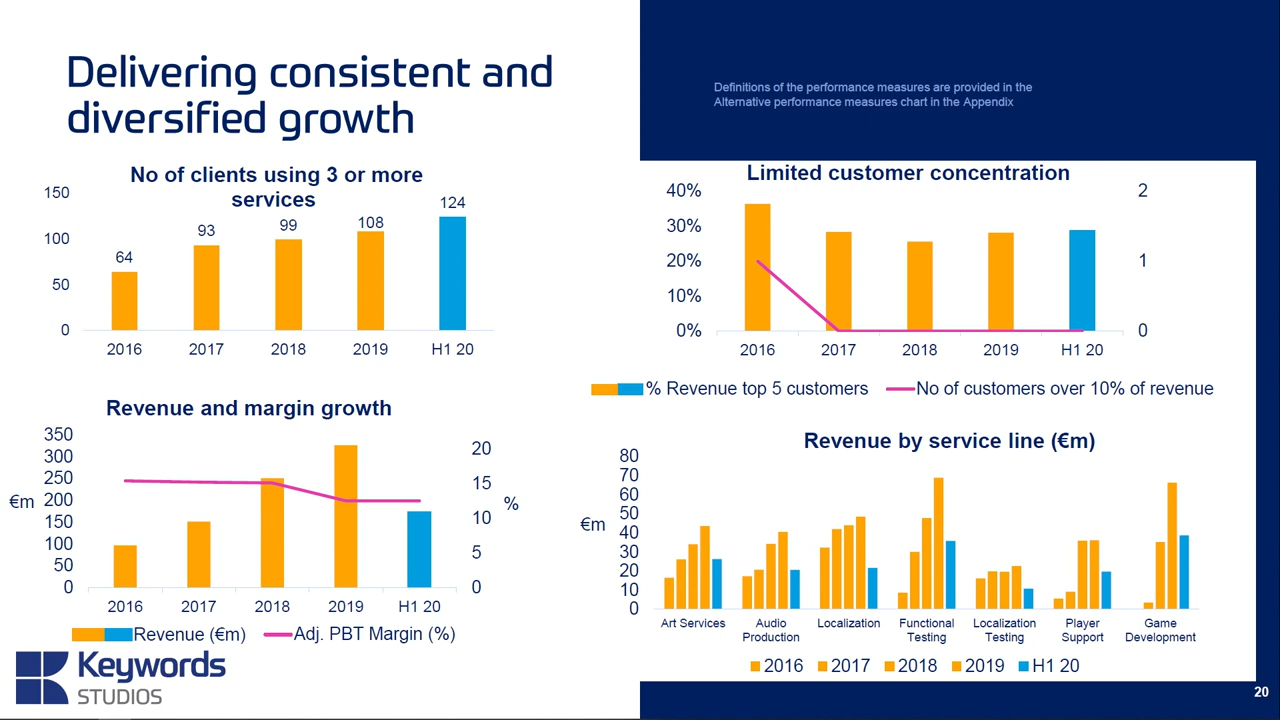 Delivering consistent and
diversified growth
Definitions of the performance measures are provided in the
Alternative performance measures chart in the Appendix
No of clients using 3 or more
services
150
100
50
0
64
93
99
108
124
2016 2017 2018 2019 H1 20
Limited customer concentration
40%
30%
20%
10%
0%
2
1
0
2016 2017 2018 2019 H1 20
% Revenue top 5 customers No of customers over 10% of revenue
Revenue and margin growth
350
300
250
200
150
100
50
0
€m
20
15
10
5
0
%
2016 2017 2018 2019 H1 20
Revenue (€m) Adj. PBT Margin (%)
Revenue by service line (€m)
80
70
60
50
40
30
20
10
0
€m
Art Services
Audio
Production
Localization
Functional
Testing
Localization
Testing
Player
Support
Game
Development
2016 2017 2018 2019 H1 20
Keywords
STUDIOS
20